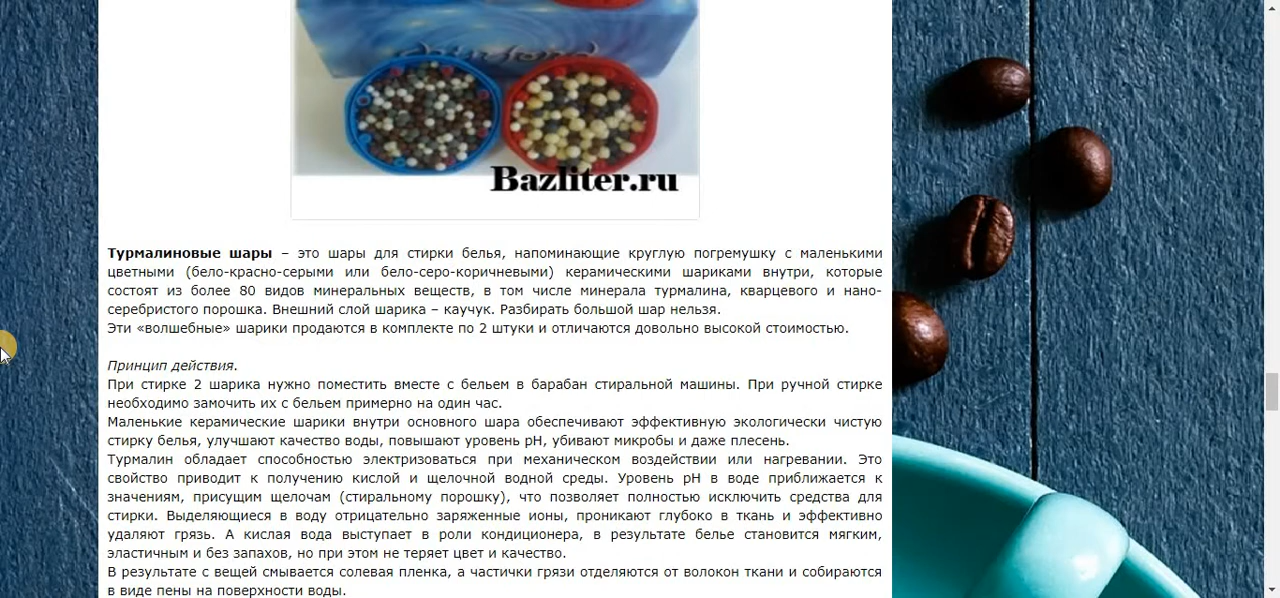 Bazliter.ru
Турмалиновые шары – это шары для стирки белья, напоминающие круглую погремушку с маленькими
цветными (бело-красно-серыми или бело-серо-коричневыми) керамическими шариками внутри, которые
состоят из более 80 видов минеральных веществ, в том числе минерала турмалина, кварцевого и нано-
серебристого порошка. Внешний слой шарика – каучук. Разбирать большой шар нельзя.
Эти «волшебные» шарики продаются в комплекте по 2 штуки и отличаются довольно высокой стоимостью.
Принцип действия.
При стирке 2 шарика нужно поместить вместе с бельем в барабан стиральной машины. При ручной стирке
необходимо замочить их с бельем примерно на один час.
Маленькие керамические шарики внутри основного шара обеспечивают эффективную экологически чистую
стирку белья, улучшают качество воды, повышают уровень pH, убивают микробы и даже плесень.
Турмалин обладает способностью электризоваться при механическом воздействии или нагревании. Это
свойство приводит к получению кислой и щелочной водной среды. Уровень pH в воде приближается к
значениям, присущим щелочам (стиральному порошку), что позволяет полностью исключить средства для
стирки. Выделяющиеся в воду отрицательно заряженные ионы, проникают глубоко в ткань и эффективно
удаляют грязь. А кислая вода выступает в роли кондиционера, в результате белье становится мягким,
эластичным и без запахов, но при этом не теряет цвет и качество.
В результате с вещей смывается солевая пленка, а частички грязи отделяются от волокон ткани и собираются
в виде пены на поверхности воды.